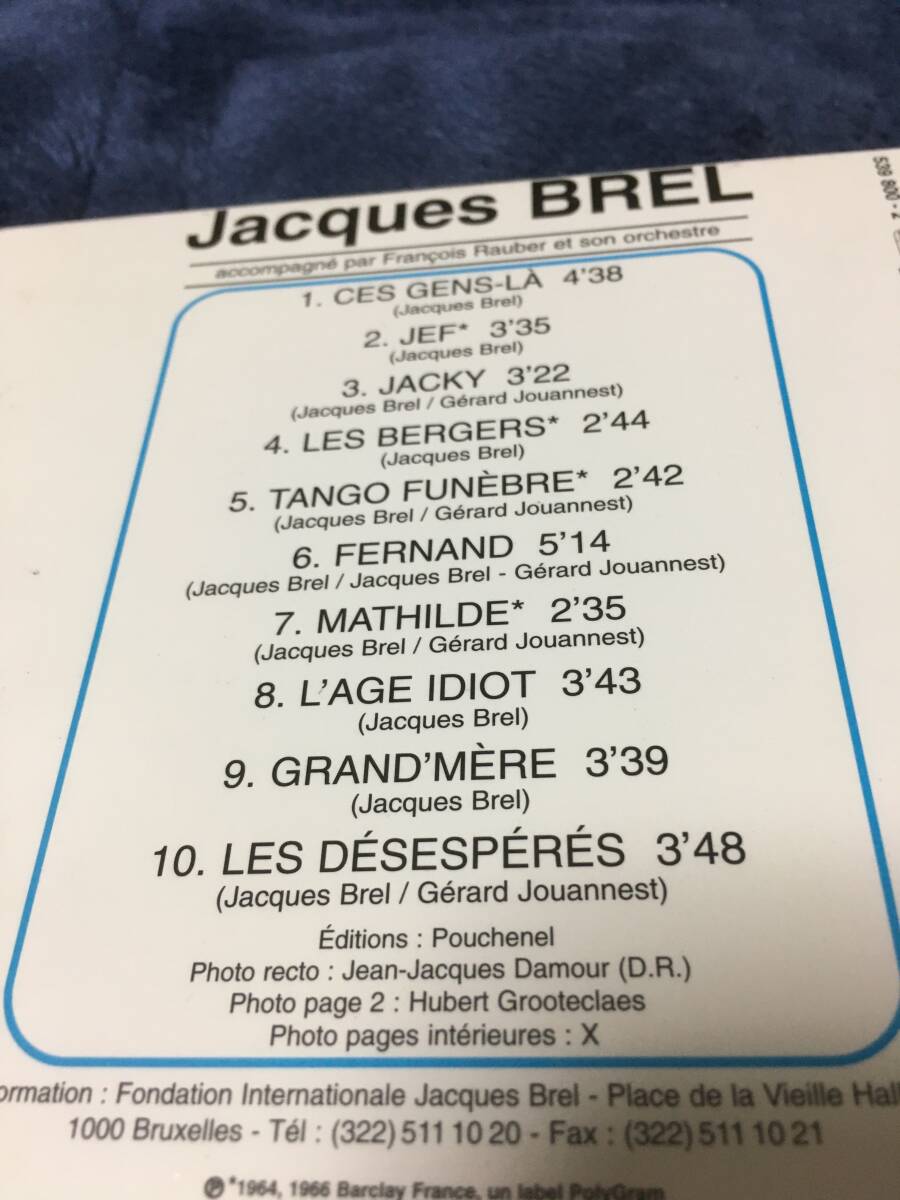 Jacques BREL
accompagné par François Rauber et son orchestre
539 800 - 2
1. CES GENS-LÀ 4'38
(Jacques Brel)
2. JEF* 3'35
(Jacques Brel)
3. JACKY 3'22
(Jacques Brel / Gérard Jouannest)
4. LES BERGERS* 2'44
(Jacques Brel)
5. TANGO FUNÈBRE* 2'42
(Jacques Brel / Gérard Jouannest)
6. FERNAND 5'14
(Jacques Brel / Jacques Brel - Gérard Jouannest)
7. MATHILDE* 2'35
(Jacques Brel / Gérard Jouannest)
8. L'AGE IDIOT 3'43
(Jacques Brel)
9. GRAND'MÈRE 3'39
(Jacques Brel)
10. LES DÉSESPÉRÉS 3'48
(Jacques Brel / Gérard Jouannest)
Éditions : Pouchenel
Photo recto : Jean-Jacques Damour (D.R.)
Photo page 2 : Hubert Grooteclaes
Photo pages intérieures : X
ormation : Fondation Internationale Jacques Brel - Place de la Vieille Hall
1000 Bruxelles - Tél : (322) 511 10 20 - Fax : (322) 511 10 21
℗ *1964, 1966 Barclay France, un label PolyGram